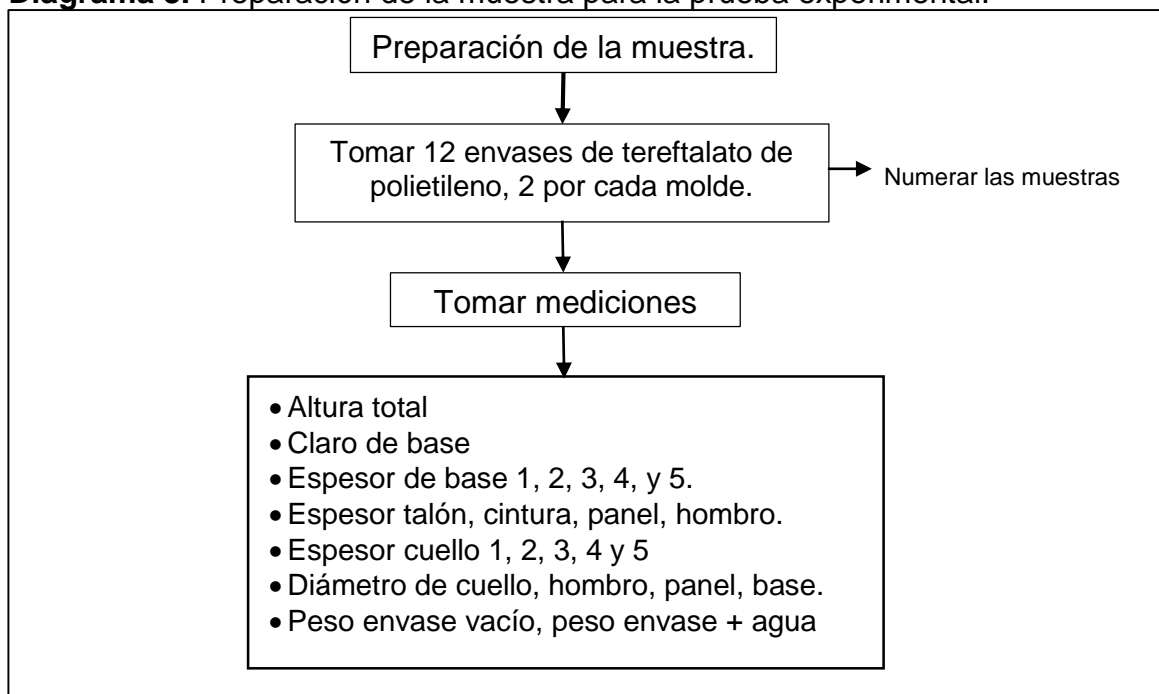 Preparación de la muestra para la prueba experimental.
Preparación de la muestra.
Tomar 12 envases de tereftalato de
polietileno, 2 por cada molde.
Numerar las muestras
Tomar mediciones
• Altura total
• Claro de base
• Espesor de base 1, 2, 3, 4, y 5.
• Espesor talón, cintura, panel, hombro.
• Espesor cuello 1, 2, 3, 4 y 5
• Diámetro de cuello, hombro, panel, base.
• Peso envase vacío, peso envase + agua